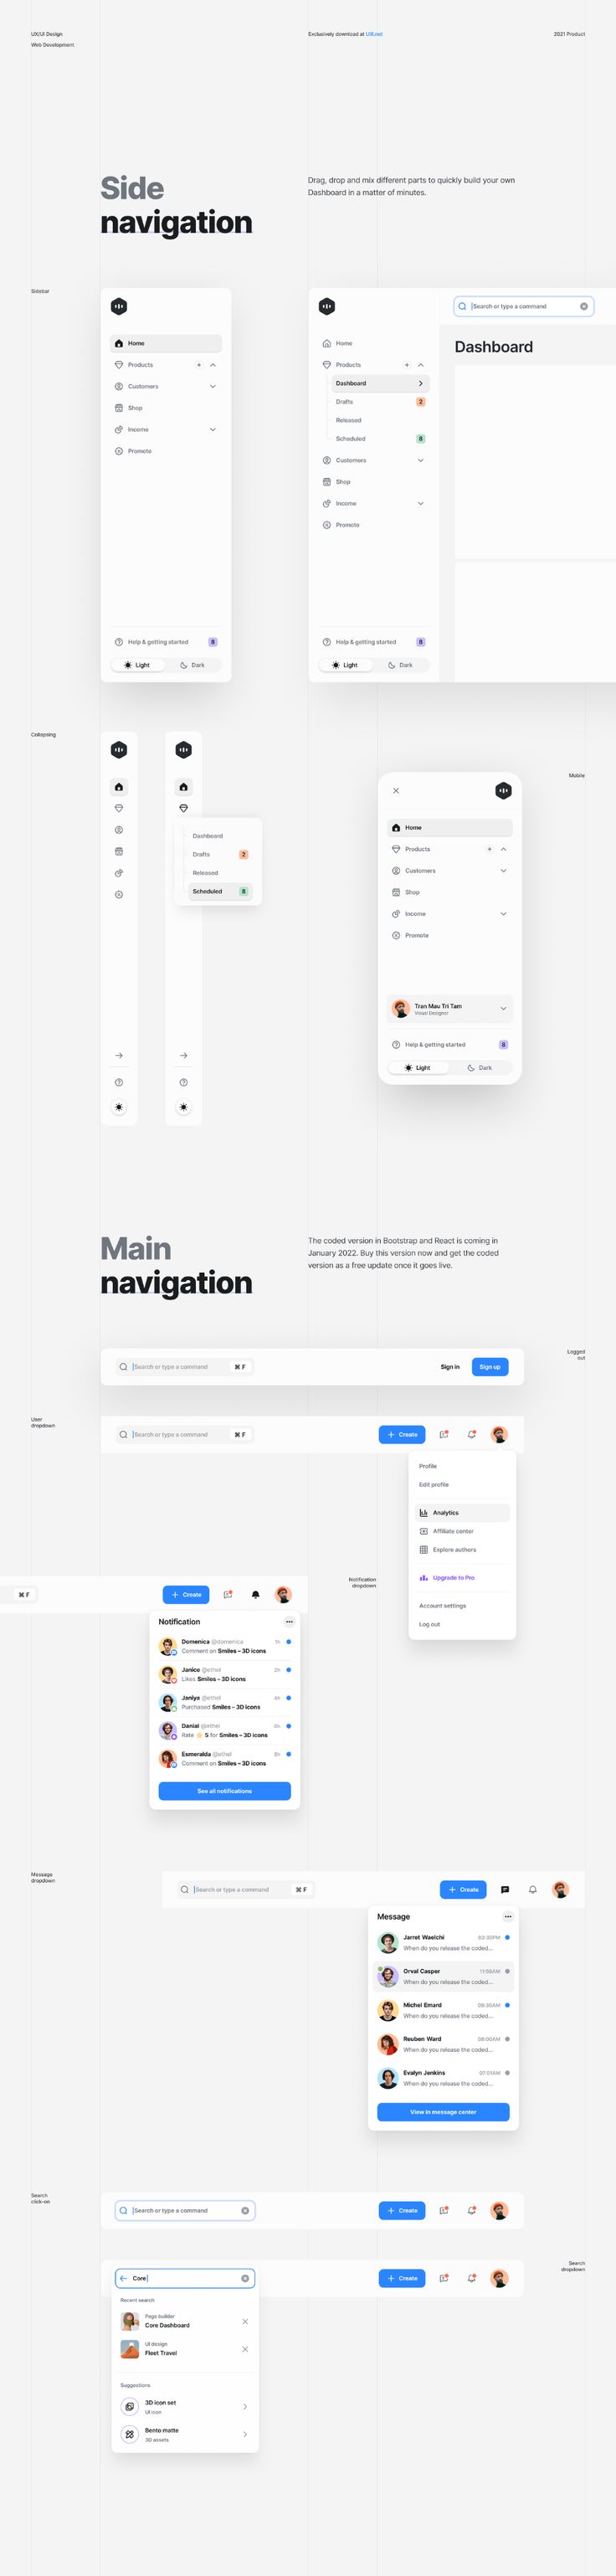 UX/UI Design
Web Development
Exclusively download at UI8.net
2021 Product
Side
navigation
Drag, drop and mix different parts to quickly build your own
Dashboard in a matter of minutes.
Sidebar
Home
Products
Customers
Shop
Income
Promote
Help & getting started 8
Light Dark
Search or type a command
Dashboard
Home
Products
Dashboard
Drafts 2
Released
Scheduled 8
Customers
Shop
Income
Promote
Help & getting started 8
Light Dark
Collapsing
Dashboard
Drafts 2
Released
Scheduled 8
Mobile
Home
Products
Customers
Shop
Income
Promote
Tran Mau Tri Tam
Visual Designer
Help & getting started 8
Light Dark
Main
navigation
The coded version in Bootstrap and React is coming in
January 2022. Buy this version now and get the coded
version as a free update once it goes live.
Logged
out
Search or type a command ⌘ F
Sign in Sign up
User
dropdown
Search or type a command ⌘ F
Create
Profile
Edit profile
Analytics
Affiliate center
Explore authors
Upgrade to Pro
Account settings
Log out
Notification
dropdown
⌘ F
Create
Notification
Domenica @domenica 1h
Comment on Smiles – 3D icons
Janice @ethel 2h
Likes Smiles – 3D icons
Janiya @ethel 4h
Purchased Smiles – 3D icons
Danial @ethel 6h
Rate 5 for Smiles – 3D icons
Esmeralda @ethel 8h
Comment on Smiles – 3D icons
See all notifications
Message
dropdown
Search or type a command ⌘ F
Create
Message
Jarret Waelchi 03:30PM
When do you release the coded...
Orval Casper 11:59AM
When do you release the coded...
Michel Emard 09:30AM
When do you release the coded...
Reuben Ward 08:00AM
When do you release the coded...
Evalyn Jenkins 07:01AM
When do you release the coded...
View in message center
Search
click-on
Search or type a command
Create
Search
dropdown
Core
Create
Recent search
Page builder
Core Dashboard
UI design
Fleet Travel
Suggestions
3D icon set
UI icon
Bento matte
3D assets